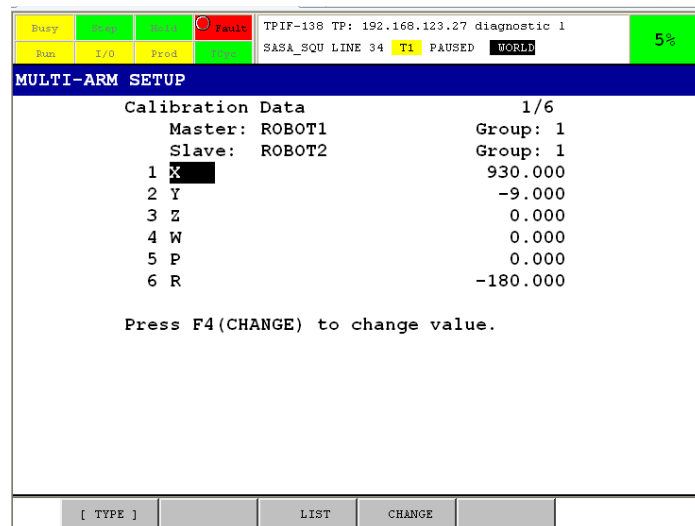 Busy Step Hold Fault TPIF-138 TP: 192.168.123.27 diagnostic 1
Run I/O Prod TCyc SASA_SQU LINE 34 T1 PAUSED WORLD
5%
MULTI-ARM SETUP
Calibration Data 1/6
Master: ROBOT1 Group: 1
Slave: ROBOT2 Group: 1
1 X 930.000
2 Y -9.000
3 Z 0.000
4 W 0.000
5 P 0.000
6 R -180.000
Press F4(CHANGE) to change value.
[ TYPE ] LIST CHANGE